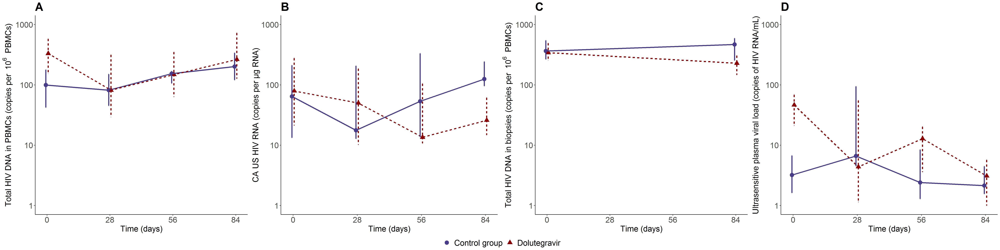 A
Total HIV DNA in PBMCs (copies per 10⁶ PBMCs)
1000
100
10
1
0 28 56 84
Time (days)
B
CA US HIV RNA (copies per µg RNA)
1000
100
10
1
0 28 56 84
Time (days)
C
Total HIV DNA in biopsies (copies per 10⁶ PBMCs)
1000
100
10
1
0 28 56 84
Time (days)
D
Ultrasensitive plasma viral load (copies of HIV RNA/mL)
1000
100
10
1
0 28 56 84
Time (days)
Control group Dolutegravir